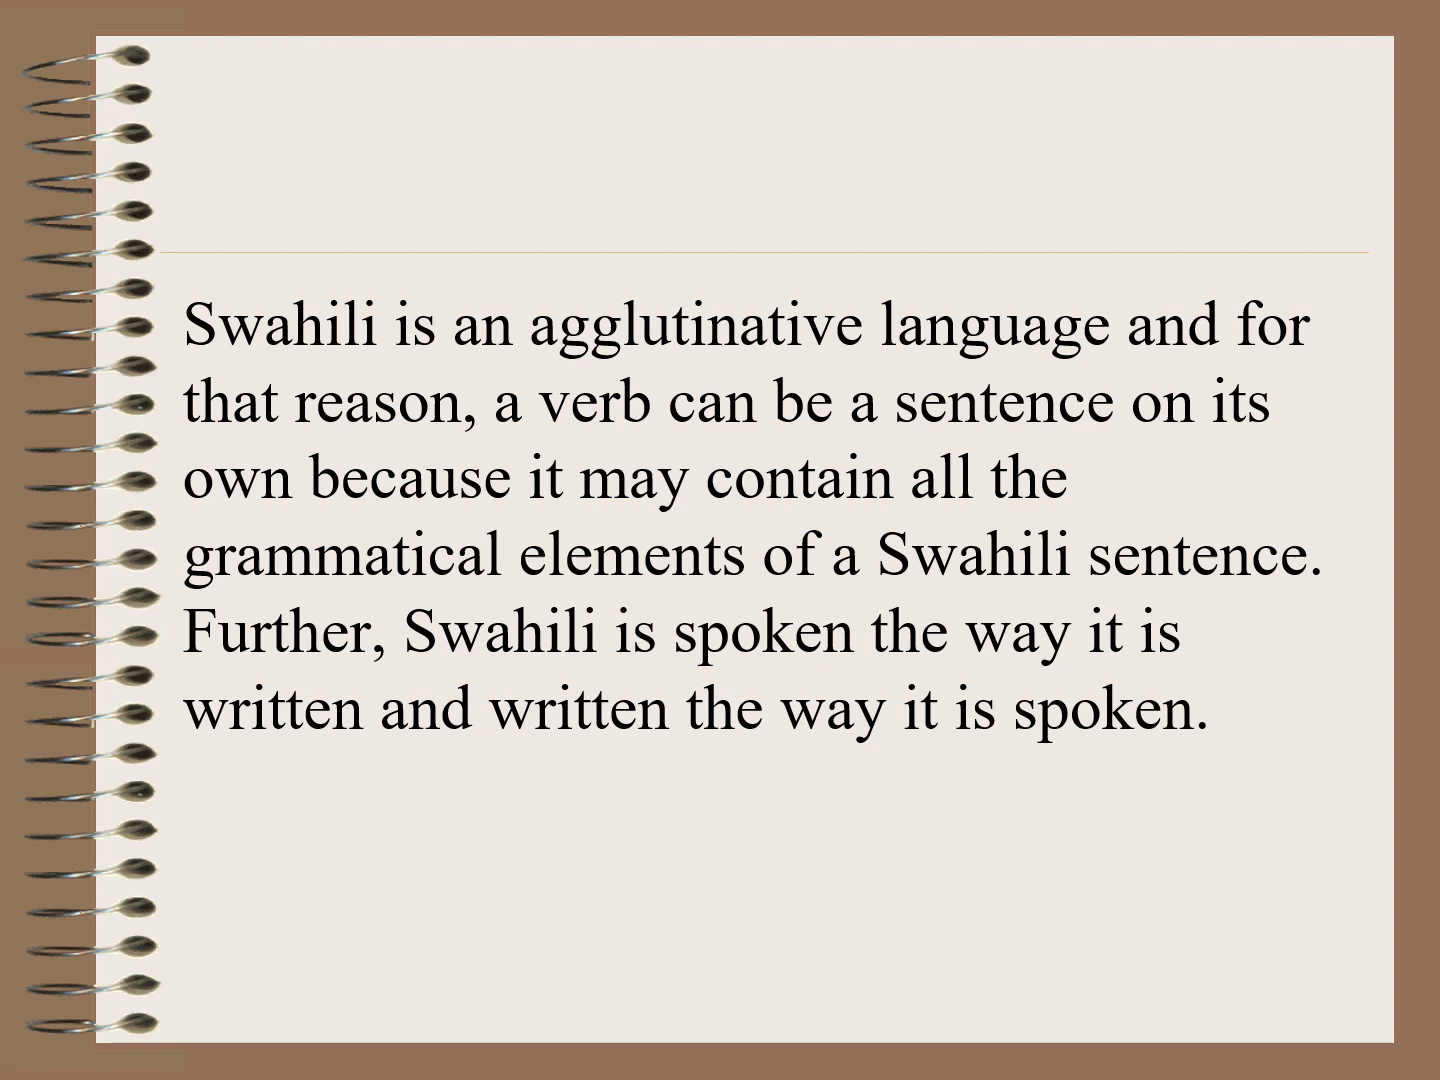 Swahili is an agglutinative language and for
that reason, a verb can be a sentence on its
own because it may contain all the
grammatical elements of a Swahili sentence.
Further, Swahili is spoken the way it is
written and written the way it is spoken.